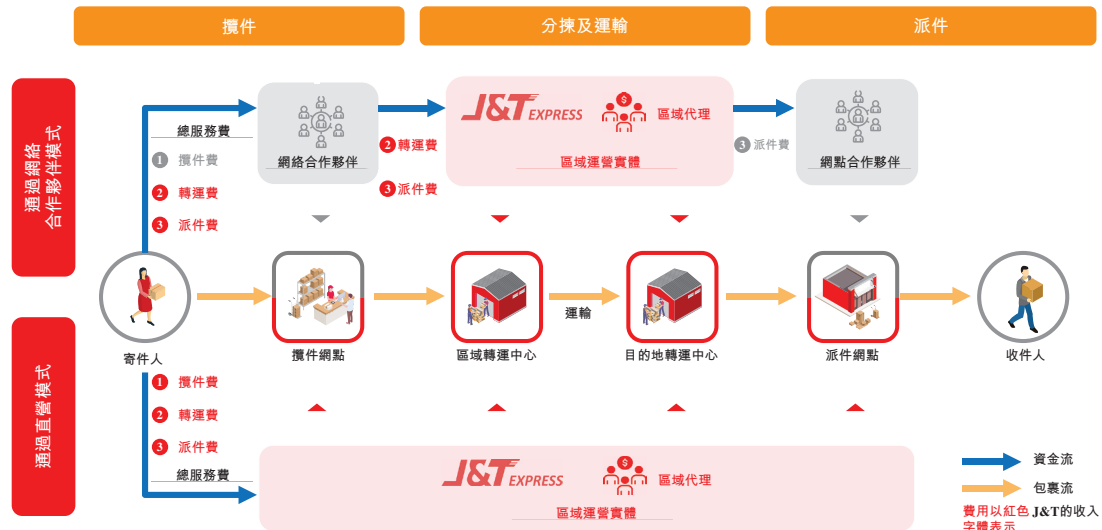 攬件
分揀及運輸
派件
通過網絡
合作夥伴模式
總服務費
1 攬件費
2 轉運費
3 派件費
網絡合作夥伴
2 轉運費
3 派件費
J&T EXPRESS
區域代理
區域運營實體
3 派件費
網點合作夥伴
寄件人
攬件網點
區域轉運中心
運輸
目的地轉運中心
派件網點
收件人
通過直營模式
1 攬件費
2 轉運費
3 派件費
總服務費
J&T EXPRESS
區域代理
區域運營實體
資金流
包裹流
費用以紅色 J&T的收入
字體表示